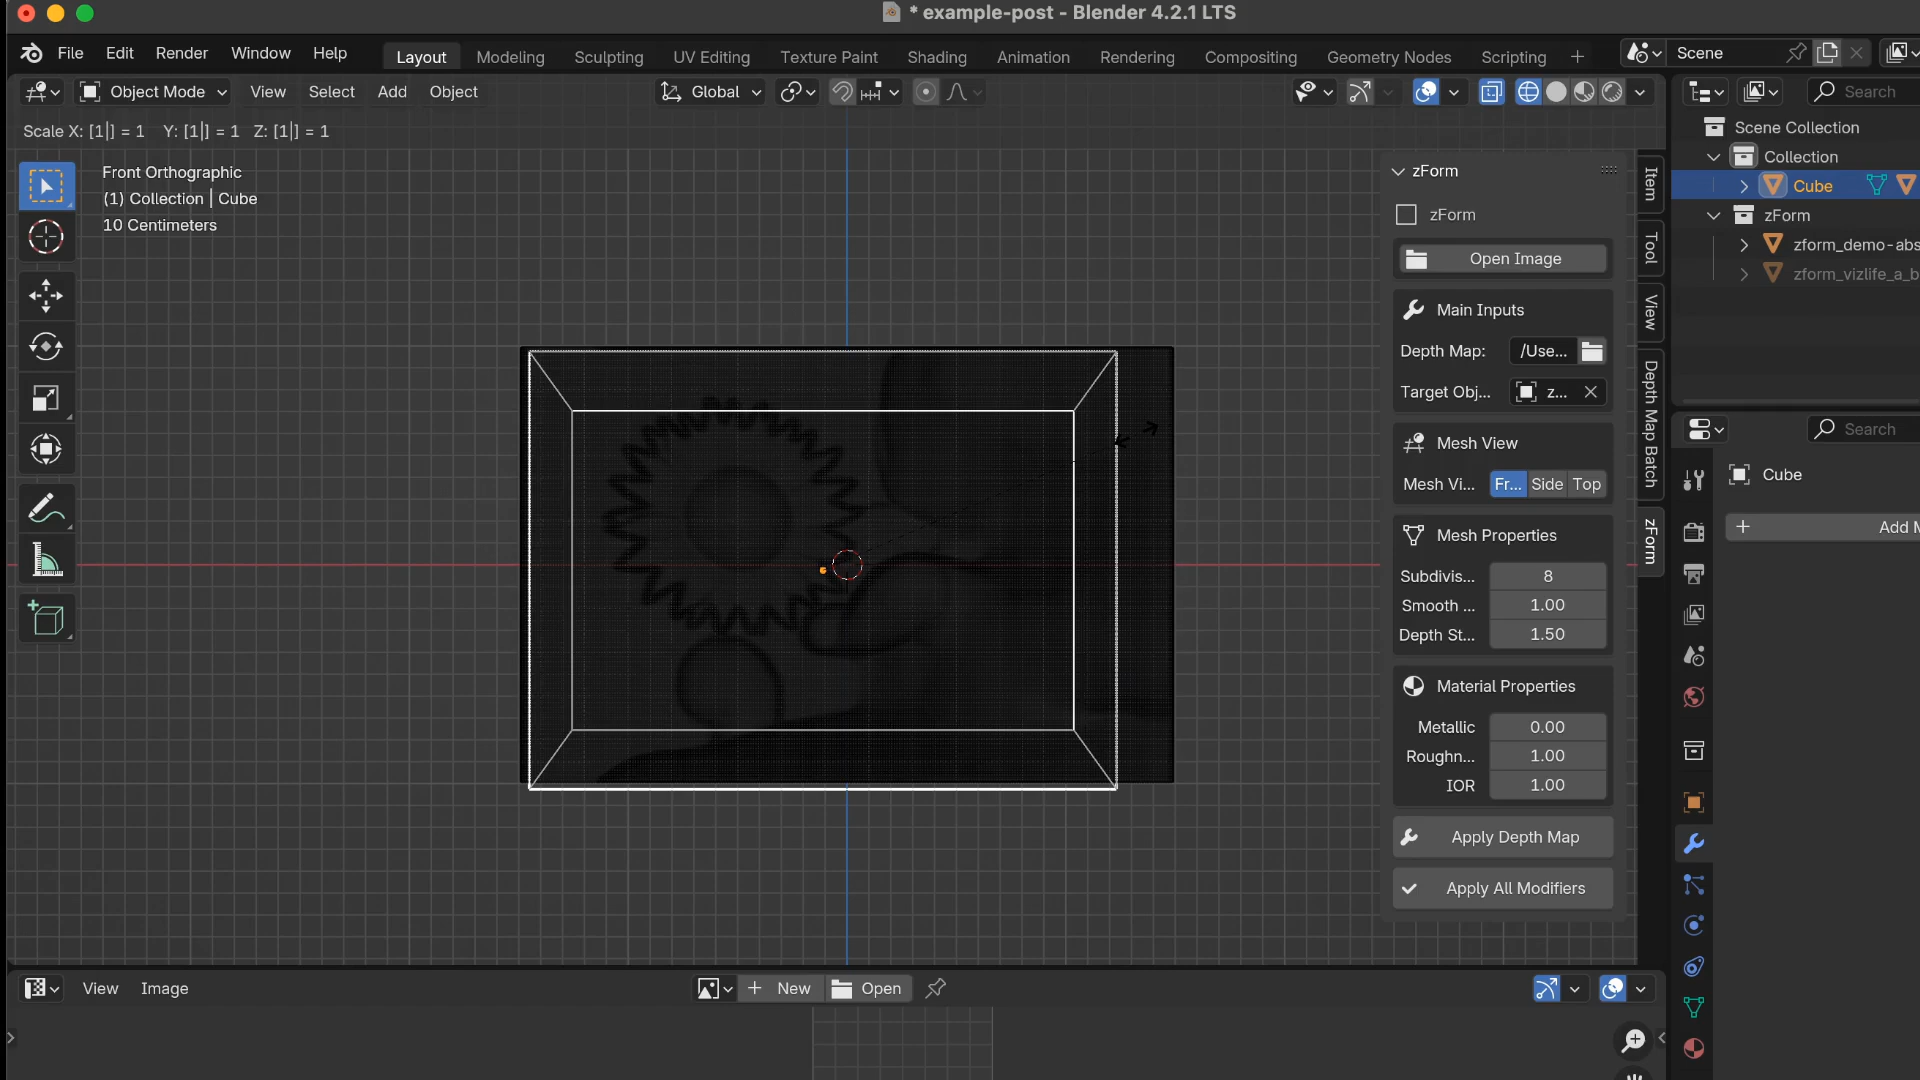 * example-post - Blender 4.2.1 LTS
File Edit Render Window Help
Layout Modeling Sculpting UV Editing Texture Paint Shading Animation Rendering Compositing Geometry Nodes Scripting
Scene
Object Mode View Select Add Object
Global
Search
Scale X: [1|] = 1 Y: [1|] = 1 Z: [1|] = 1
Front Orthographic
(1) Collection | Cube
10 Centimeters
zForm
zForm
Open Image
Main Inputs
Depth Map: /Use...
Target Obj... z...
Mesh View
Mesh Vi... Fr... Side Top
Mesh Properties
Subdivis... 8
Smooth ... 1.00
Depth St... 1.50
Material Properties
Metallic 0.00
Roughn... 1.00
IOR 1.00
Apply Depth Map
Apply All Modifiers
Item
Tool
View
Depth Map Batch
zForm
Scene Collection
Collection
Cube
zForm
zform_demo-abs
zform_vizlife_a_b
Search
Cube
Add M
View Image
New
Open